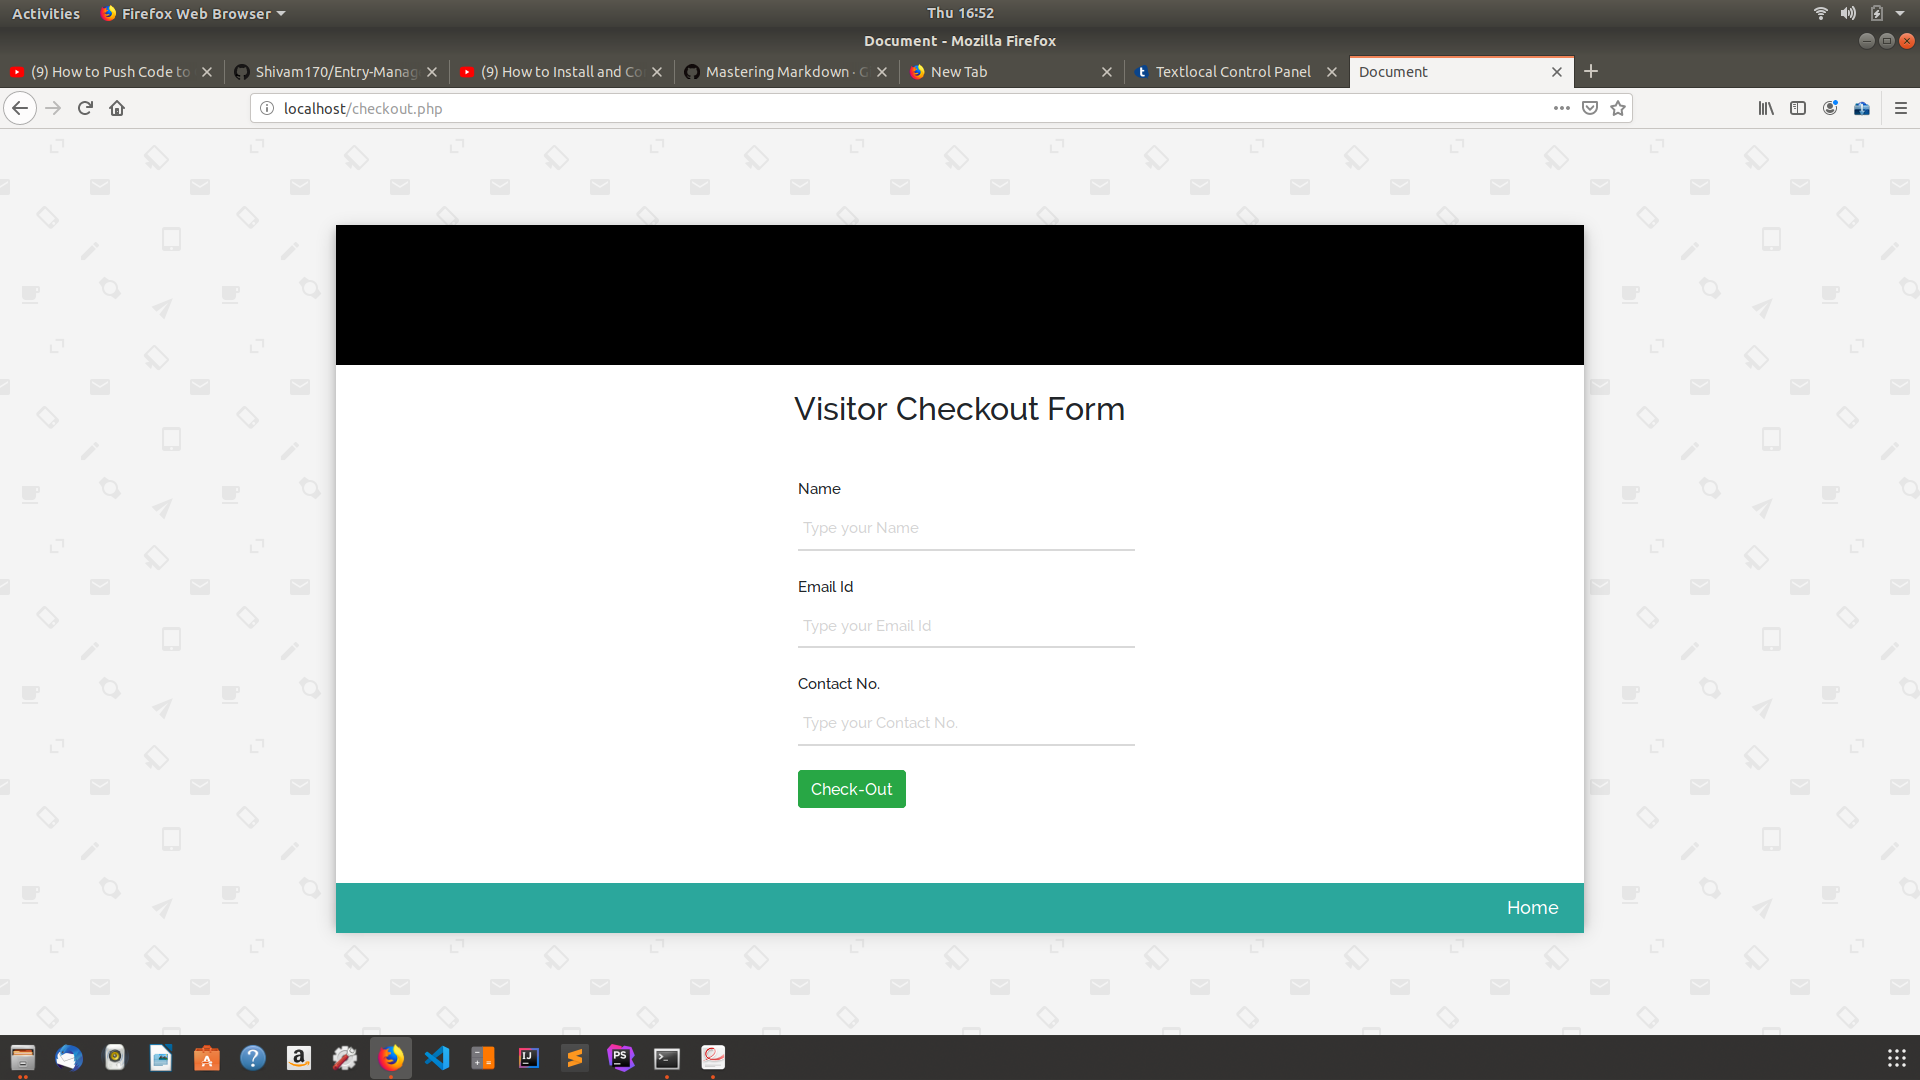 Activities
Firefox Web Browser
Thu 16:52
Document - Mozilla Firefox
(9) How to Push Code to
Shivam170/Entry-Manag
(9) How to Install and Co
Mastering Markdown · G
New Tab
Textlocal Control Panel
Document
localhost/checkout.php
Visitor Checkout Form
Name
Type your Name
Email Id
Type your Email Id
Contact No.
Type your Contact No.
Check-Out
Home